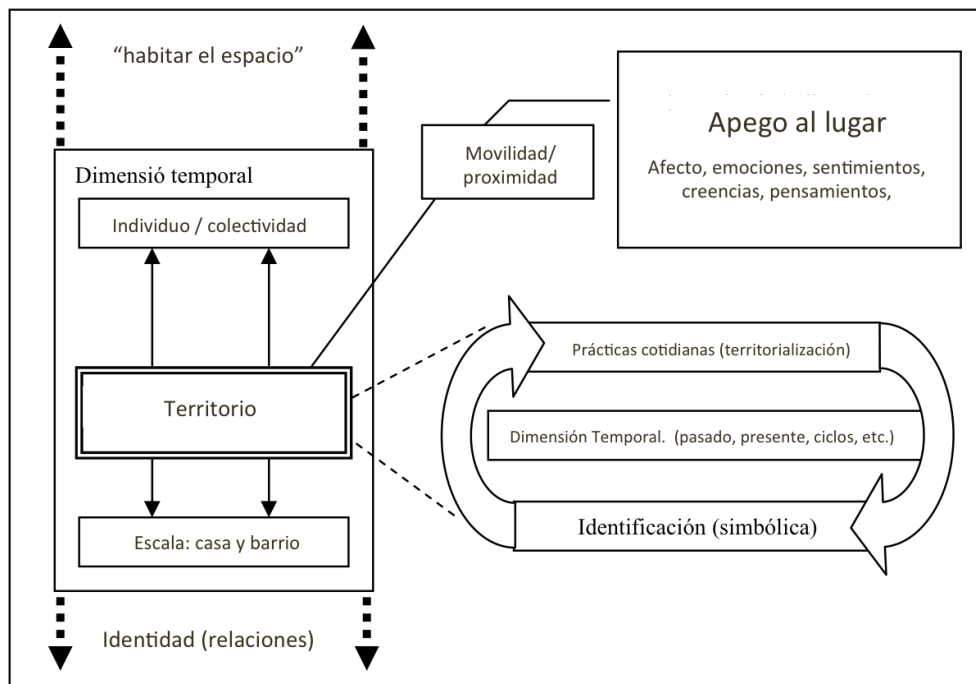 “habitar el espacio”
Dimensió temporal
Individuo / colectividad
Territorio
Escala: casa y barrio
Identidad (relaciones)
Movilidad/
proximidad
Apego al lugar
Afecto, emociones, sentimientos,
creencias, pensamientos,
Prácticas cotidianas (territorialización)
Dimensión Temporal. (pasado, presente, ciclos, etc.)
Identificación (simbólica)